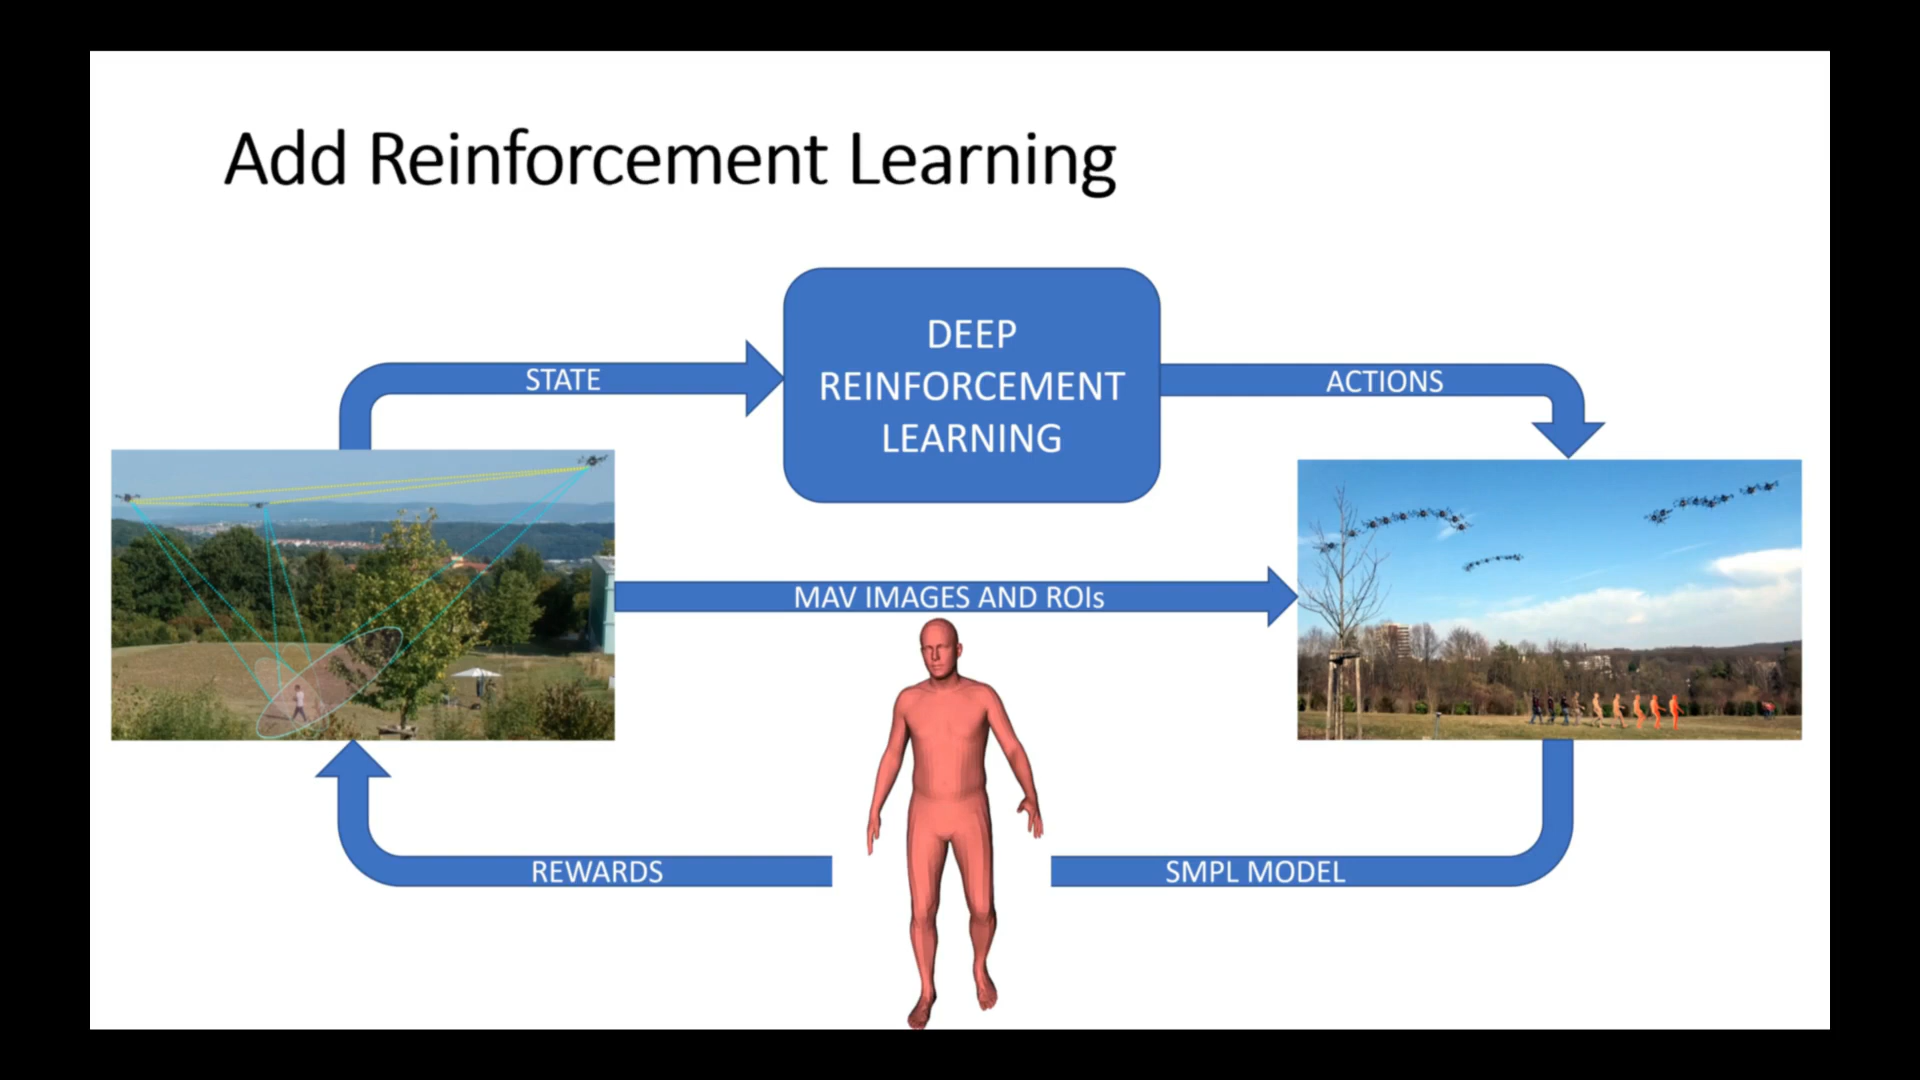 Add Reinforcement Learning
DEEP
REINFORCEMENT
LEARNING
STATE
ACTIONS
MAV IMAGES AND ROIs
REWARDS
SMPL MODEL